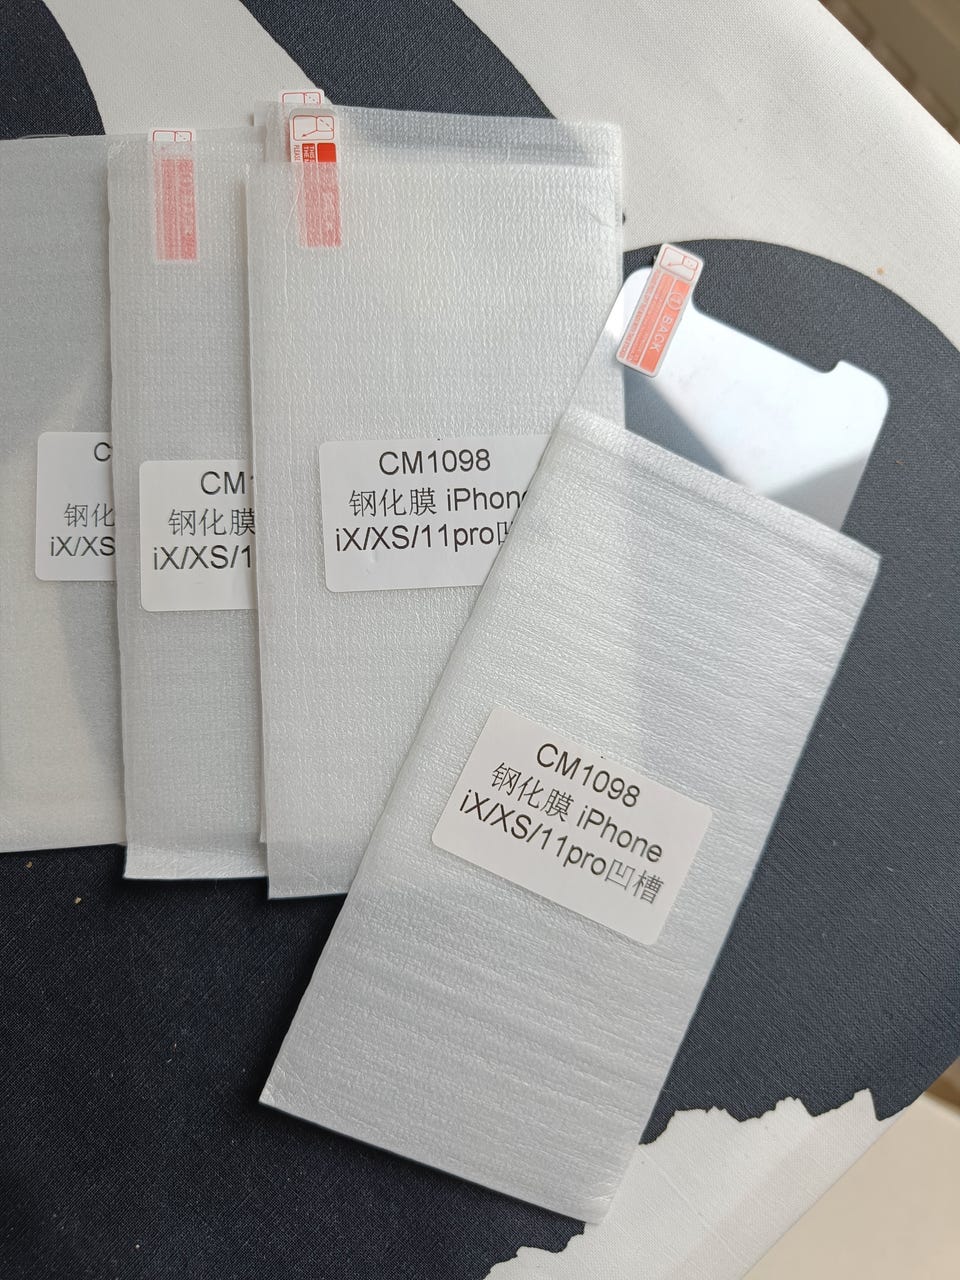 C
钢化
iX/XS
CM1
钢化膜
iX/XS/1
CM1098
钢化膜 iPhone
iX/XS/11pro凹
CM1098
钢化膜 iPhone
iX/XS/11pro凹槽
BACK